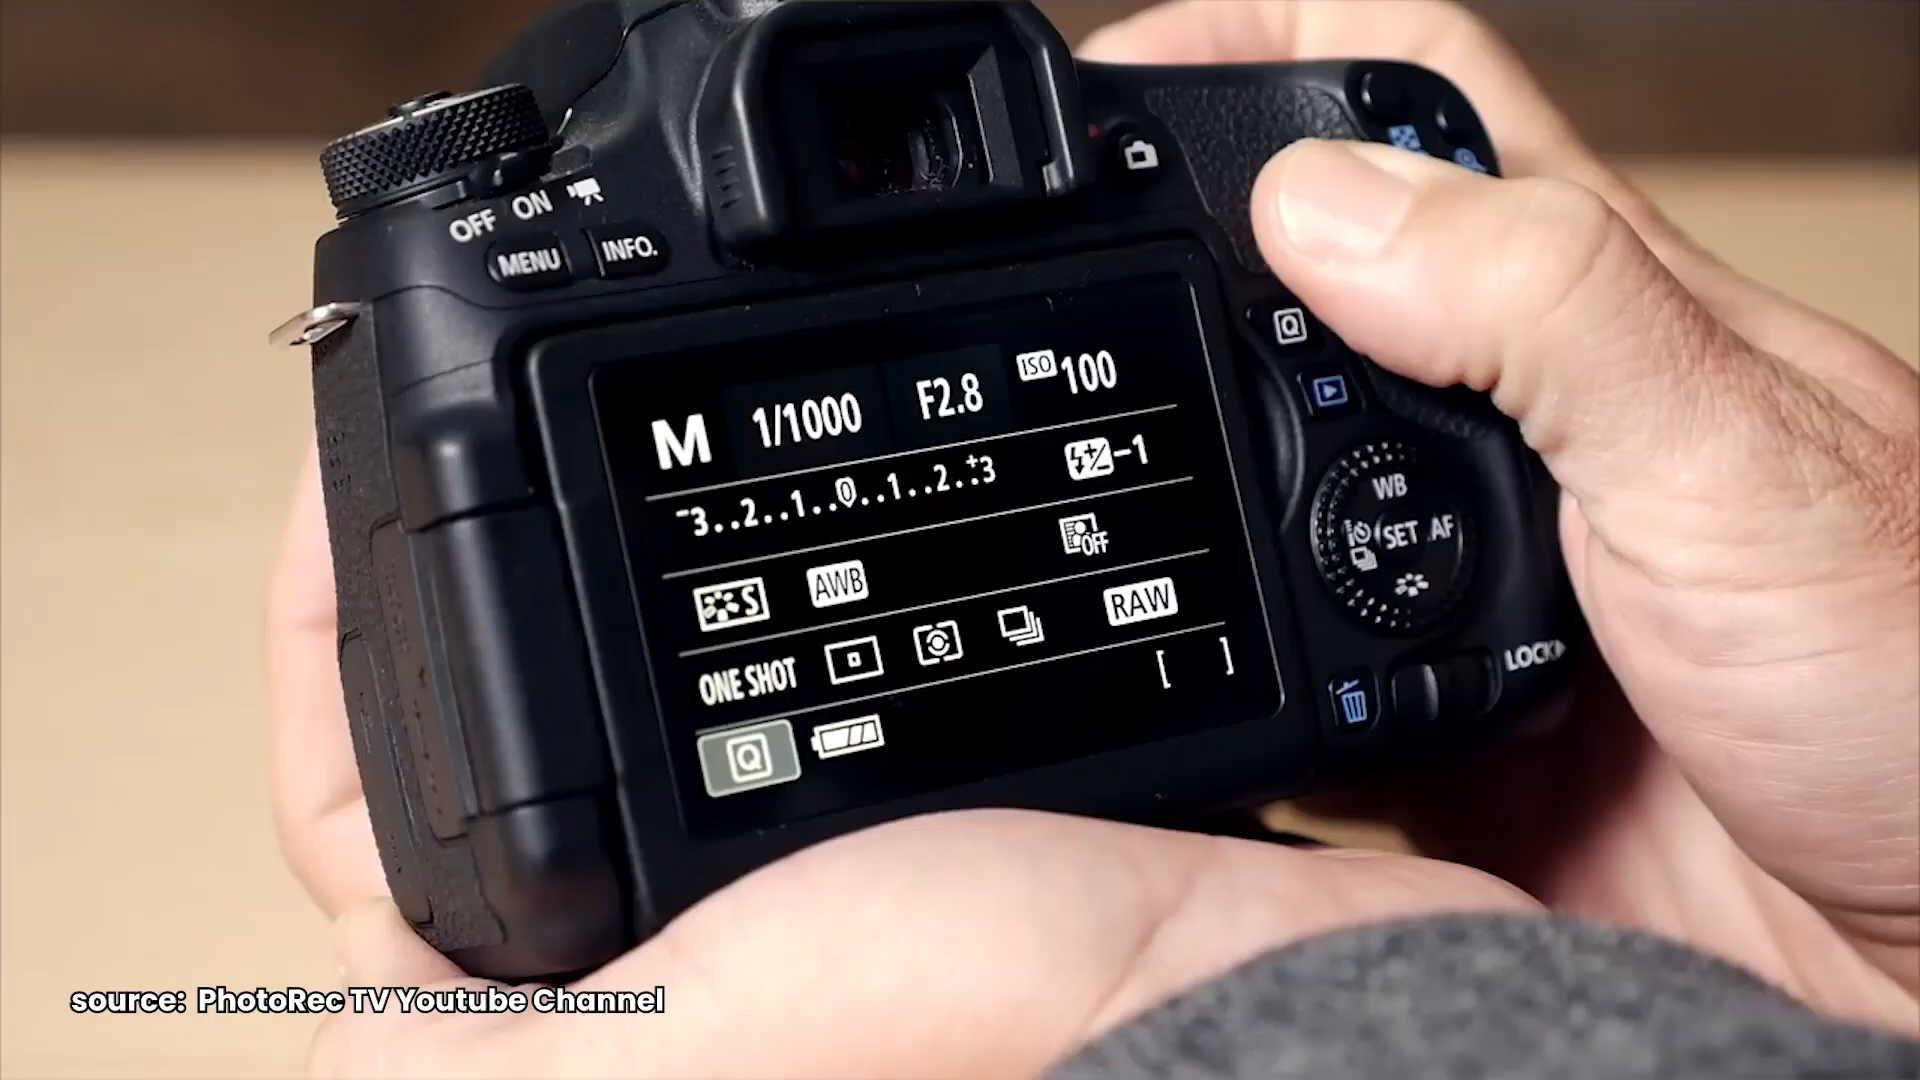 OFF ON
MENU INFO.
M 1/1000 F2.8 ISO 100
-3..2..1..0..1..2..+3 -1
OFF
S AWB
ONE SHOT RAW
[ ]
Q
Q
WB
SET AF
LOCK
source: PhotoRec TV Youtube Channel